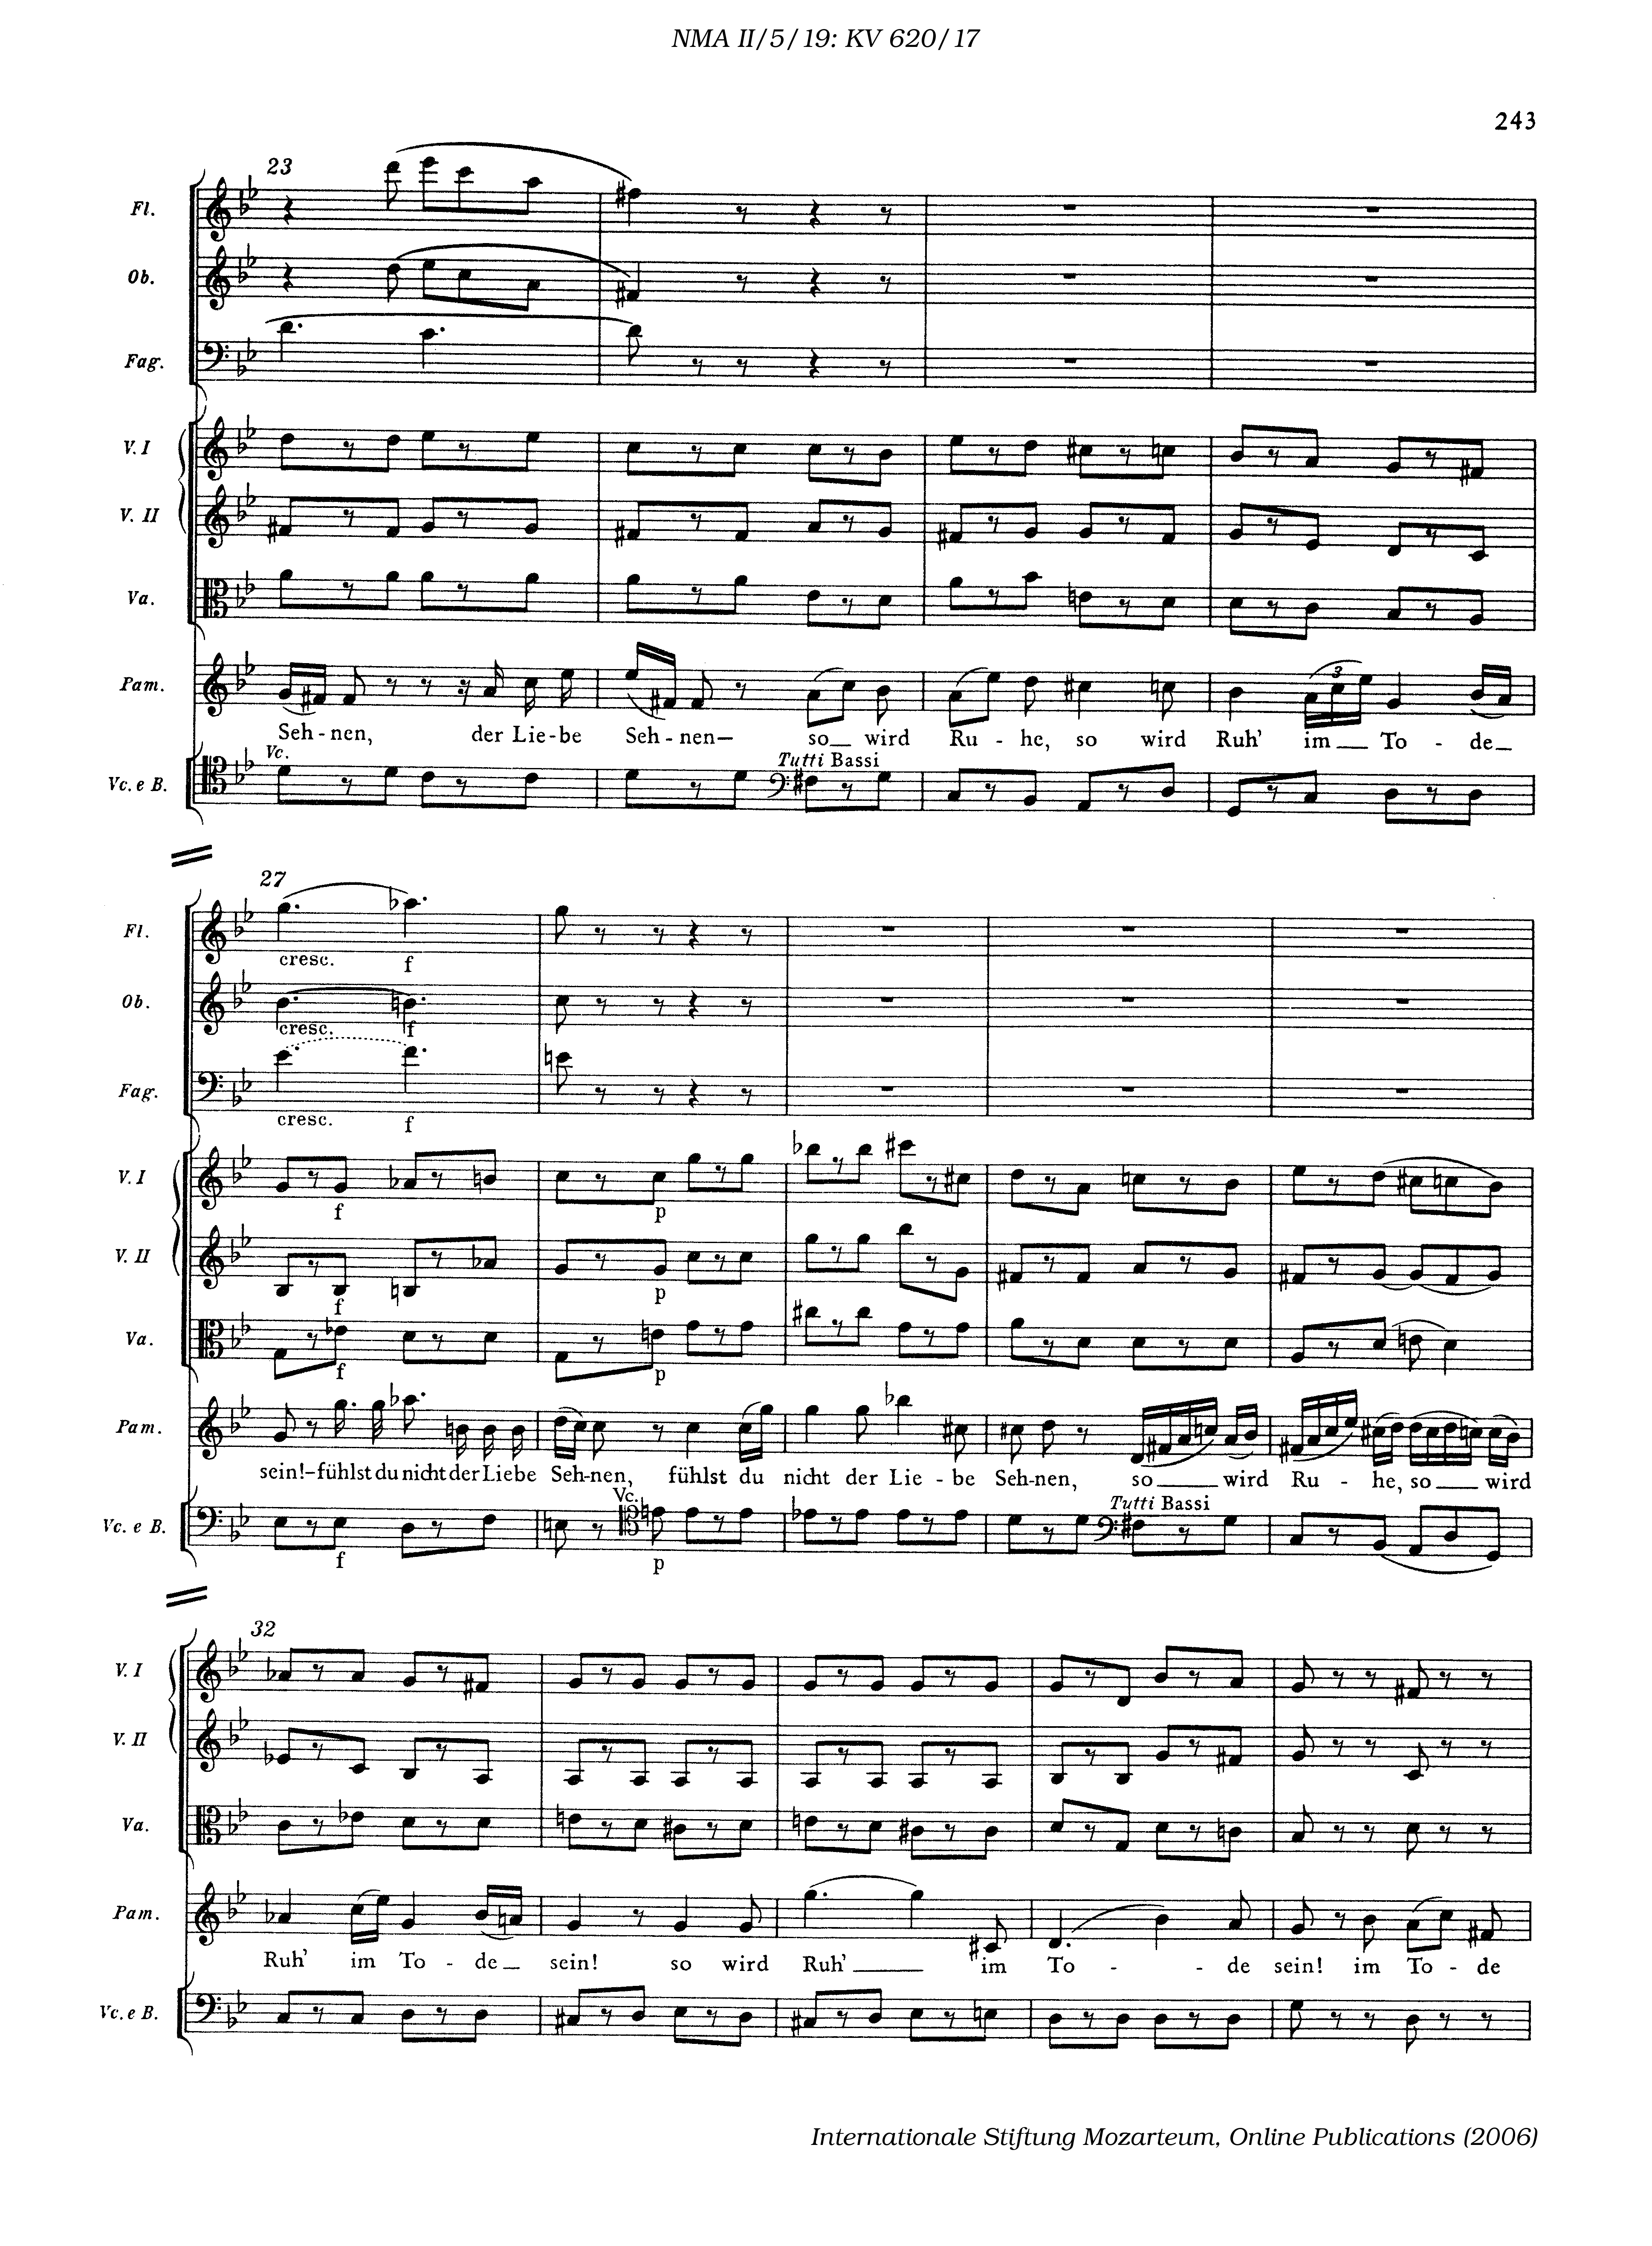 NMA II/5/19: KV 620/17
243
23
Fl.
Ob.
Fag.
V. I
V. II
Va.
Pam.
Seh - nen, der Lie - be Seh - nen— so wird Ru - he, so wird Ruh' im To - de
3
Vc. Tutti Bassi
Vc. e B.
27
Fl.
cresc. f
Ob.
cresc. f
Fag.
cresc. f
V. I
f p
V. II
f p
Va.
f p
Pam.
sein!–fühlst du nicht der Liebe Seh-nen, fühlst du nicht der Lie - be Seh-nen, so wird Ru - he, so wird
Vc. Tutti Bassi
Vc. e B.
f p
32
V. I
V. II
Va.
Pam.
Ruh' im To - de sein! so wird Ruh' im To - - de sein! im To - de
Vc. e B.
Internationale Stiftung Mozarteum, Online Publications (2006)